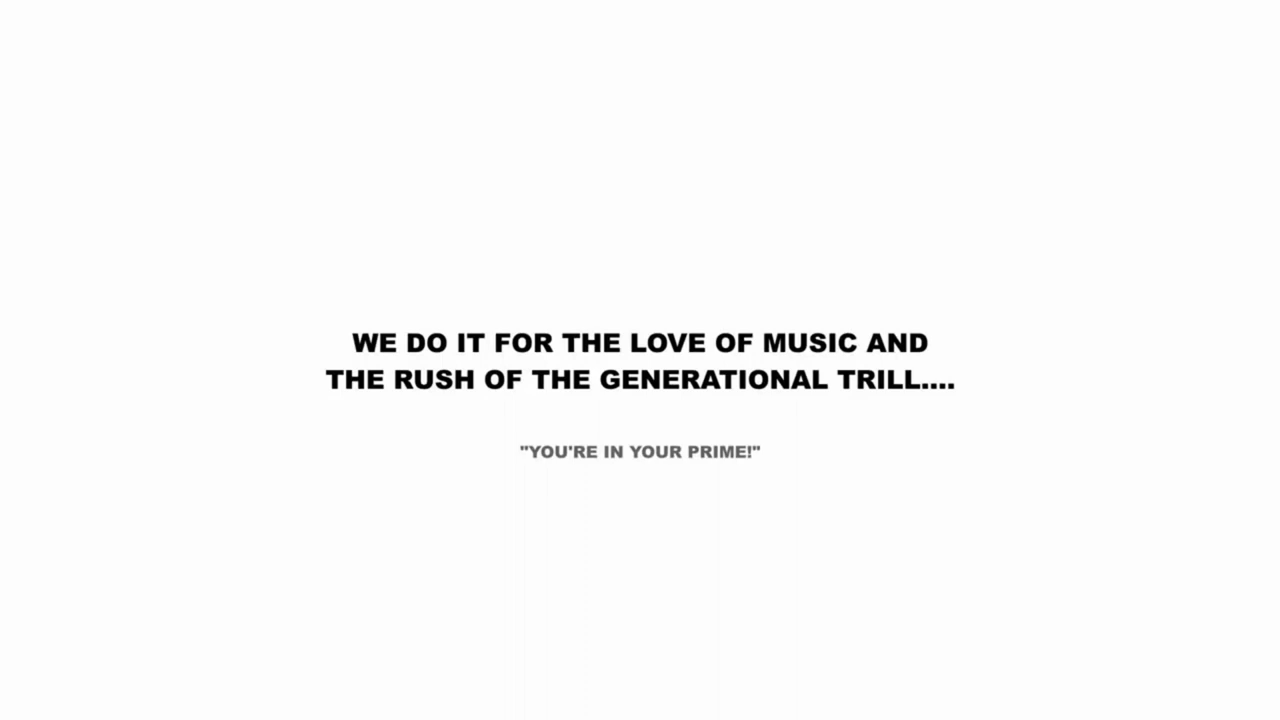 WE DO IT FOR THE LOVE OF MUSIC AND
THE RUSH OF THE GENERATIONAL TRILL....
"YOU'RE IN YOUR PRIME!"